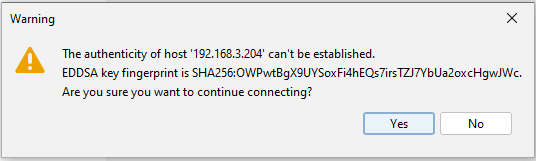 Warning
The authenticity of host '192.168.3.204' can't be established.
EDDSA key fingerprint is SHA256:OWPwtBgX9UYSoxFi4hEQs7irsTZJ7YbUa2oxcHgwJWc.
Are you sure you want to continue connecting?
Yes
No